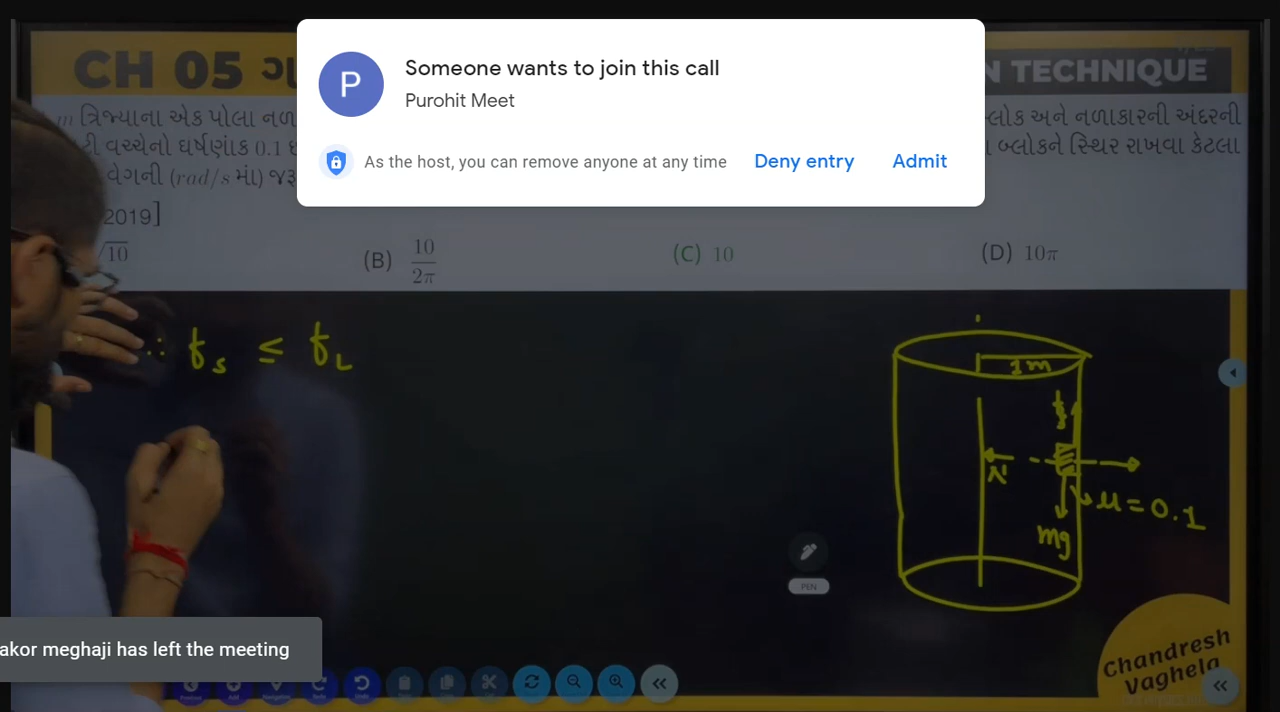 CH 05
Someone wants to join this call
P
Purohit Meet
As the host, you can remove anyone at any time
Deny entry
Admit
N TECHNIQUE
m ત્રિજ્યાના એક પોલા નળ
બ્લોક અને નળાકારની અંદરની
વચ્ચેનો ઘર્ષણાંક 0.1
બ્લોકને સ્થિર રાખવા કેટલા
વેગની (rad/s માં)
2019]
√10
(B) 10/2π
(C) 10
(D) 10π
∴ fs ≤ fL
1m
fs
N
μ = 0.1
mg
PEN
akor meghaji has left the meeting
Chandresh
Vaghela